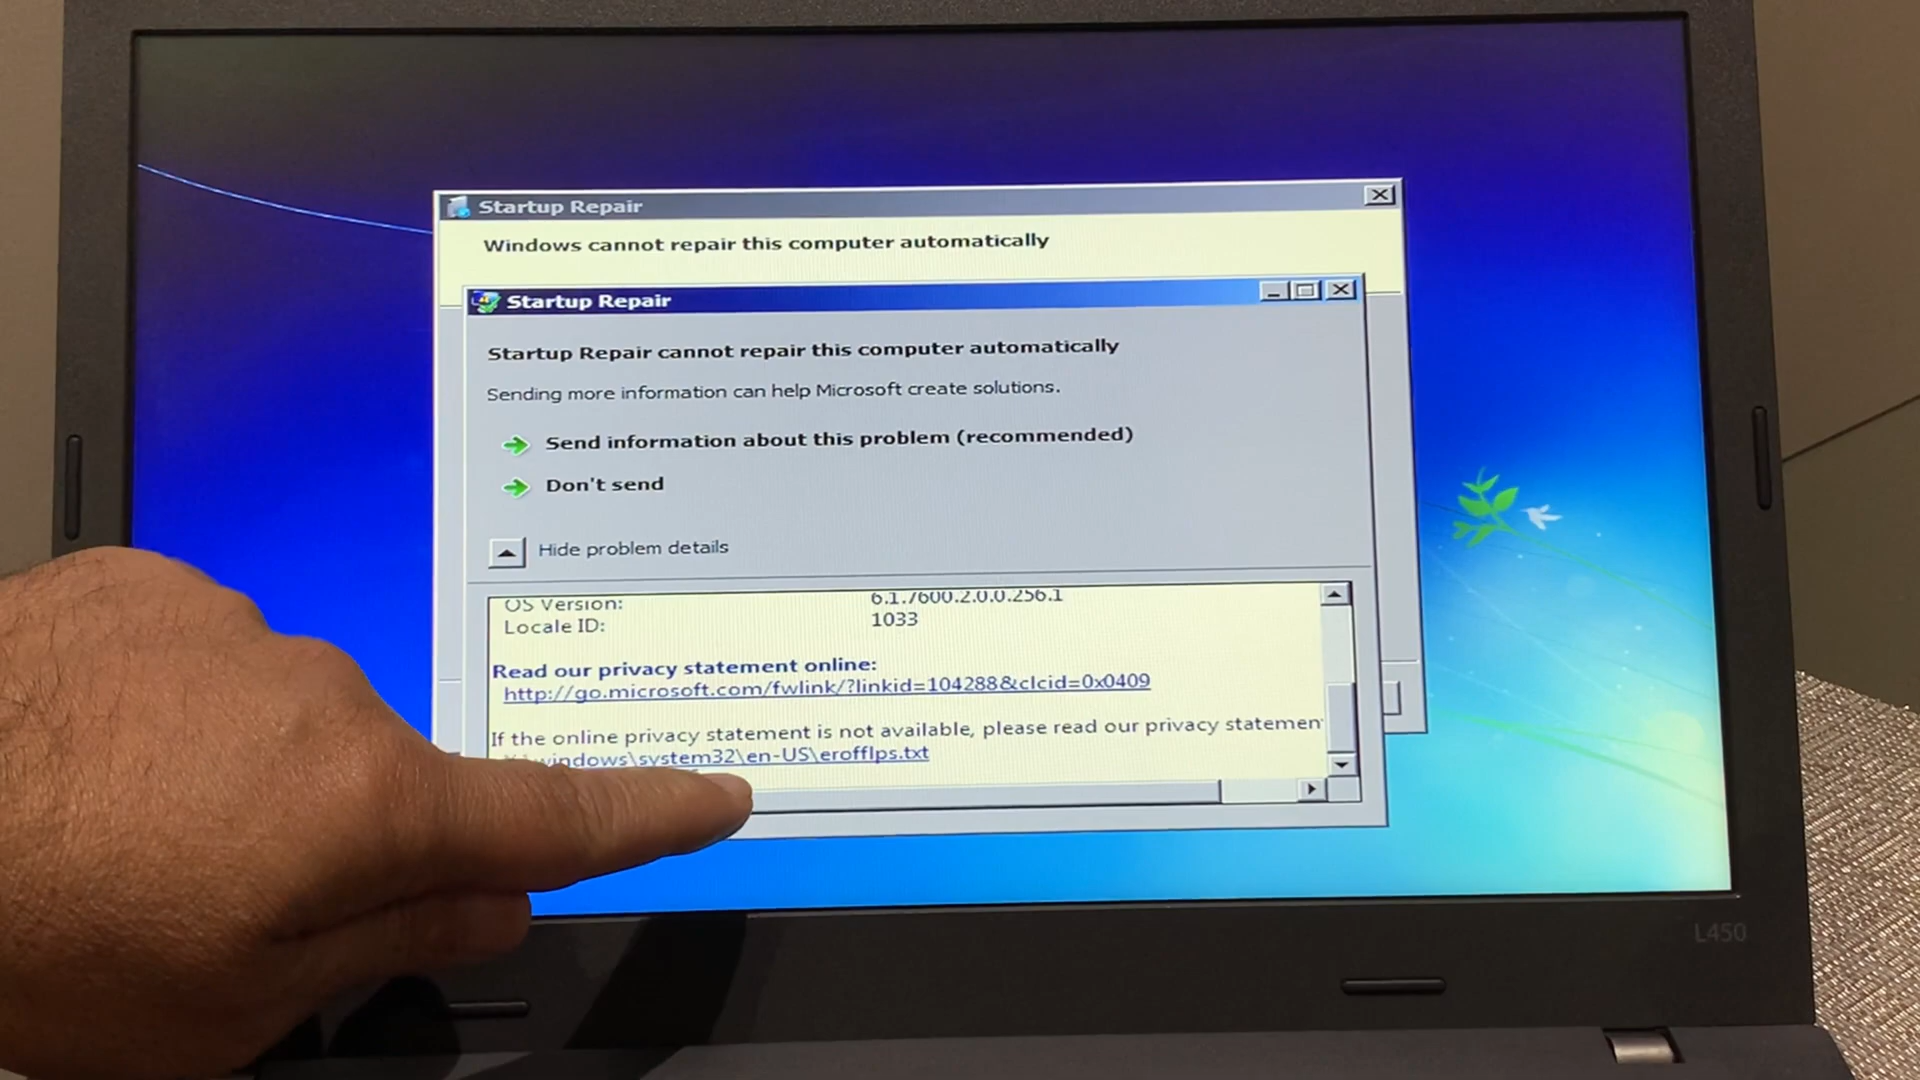 Startup Repair
Windows cannot repair this computer automatically
Startup Repair
Startup Repair cannot repair this computer automatically
Sending more information can help Microsoft create solutions.
Send information about this problem (recommended)
Don't send
Hide problem details
OS Version: 6.1.7600.2.0.0.256.1
Locale ID: 1033
Read our privacy statement online:
http://go.microsoft.com/fwlink/?linkid=104288&clcid=0x0409
If the online privacy statement is not available, please read our privacy statemen
windows\system32\en-US\erofflps.txt
L450